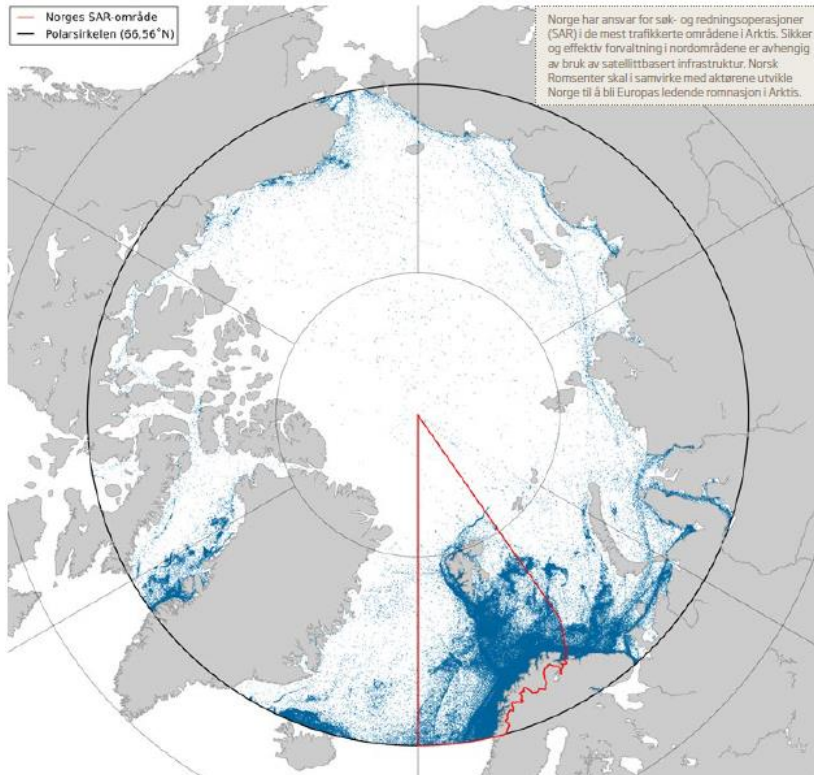 Norges SAR-område
Polarsirkelen (66,56°N)
Norge har ansvar for søk- og redningsoperasjoner
(SAR) i de mest trafikkerte områdene i Arktis. Sikker
og effektiv forvaltning i nordområdene er avhengig
av bruk av satellittbasert infrastruktur. Norsk
Romsenter skal i samvirke med aktørene utvikle
Norge til å bli Europas ledende romnasjon i Arktis.